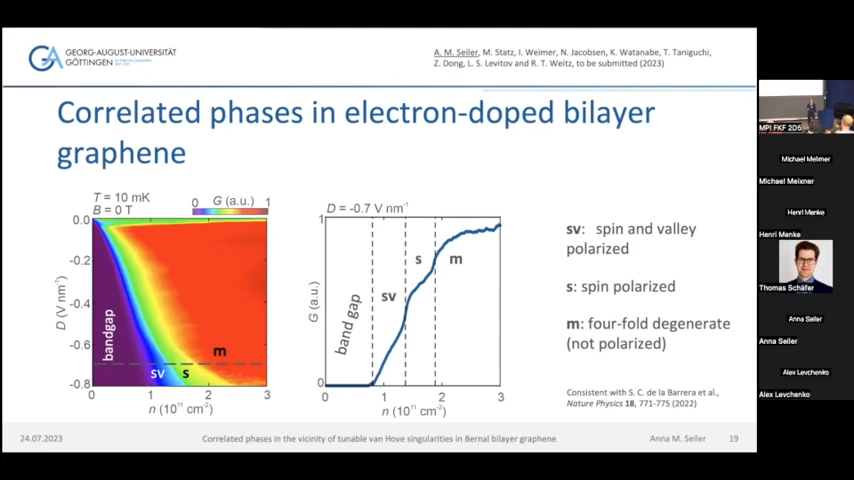 GEORG-AUGUST-UNIVERSITÄT
GÖTTINGEN
A. M. Seiler, M. Statz, I. Weimer, N. Jacobsen, K. Watanabe, T. Taniguchi,
Z. Dong, L. S. Levitov and R. T. Weitz, to be submitted (2023)
Correlated phases in electron-doped bilayer
graphene
T = 10 mK
B = 0 T
0 G (a.u.) 1
0.0
-0.2
-0.4
-0.6
-0.8
D (V nm⁻¹)
bandgap
sv
s
m
0 1 2 3
n (10¹¹ cm⁻²)
D = -0.7 V nm⁻¹
1
0
G (a.u.)
band gap
sv
s
m
0 1 2 3
n (10¹¹ cm⁻²)
sv: spin and valley
polarized
s: spin polarized
m: four-fold degenerate
(not polarized)
Consistent with S. C. de la Barrera et al.,
Nature Physics 18, 771-775 (2022)
24.07.2023
Correlated phases in the vicinity of tunable van Hove singularities in Bernal bilayer graphene
Anna M. Seiler
19
MPI FKF 2D5
Michael Meixner
Michael Meixner
Henri Menke
Henri Menke
Thomas Schäfer
Anna Seiler
Anna Seiler
Alex Levchenko
Alex Levchenko